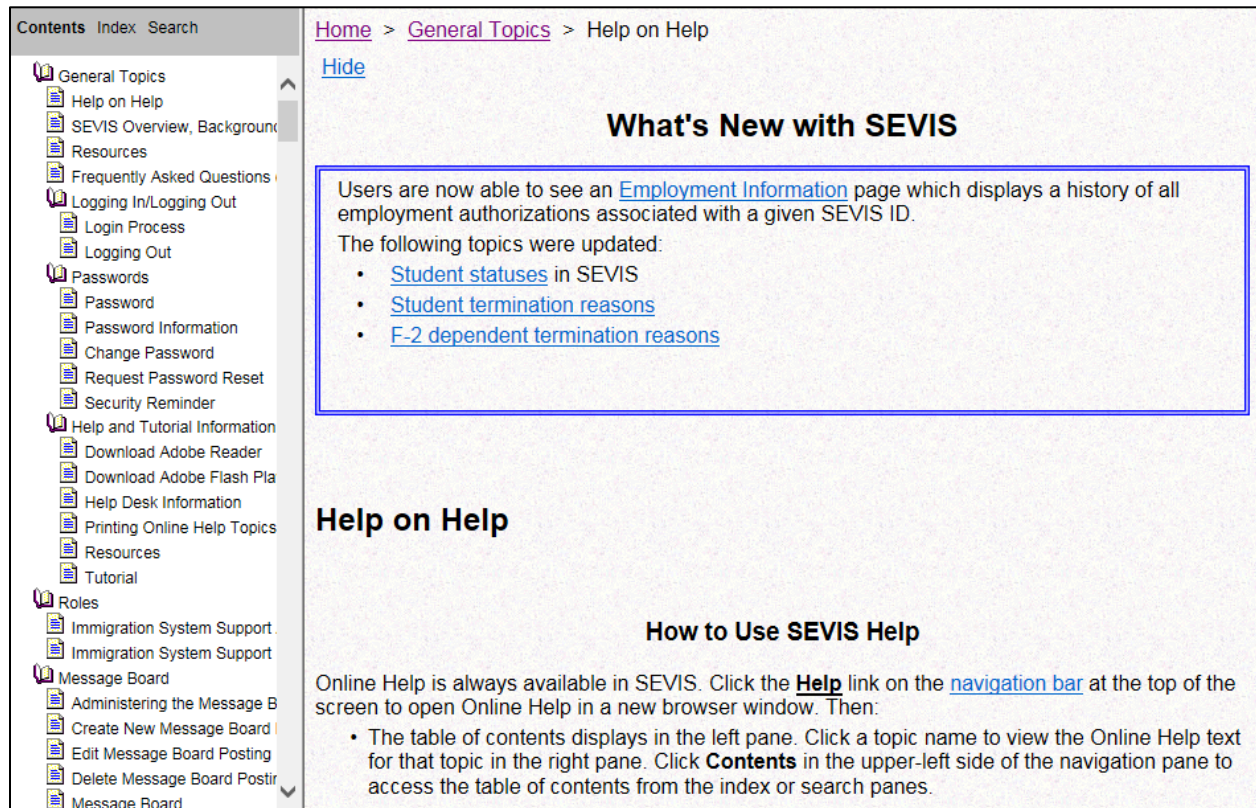 Contents Index Search
General Topics
Help on Help
SEVIS Overview, Background
Resources
Frequently Asked Questions
Logging In/Logging Out
Login Process
Logging Out
Passwords
Password
Password Information
Change Password
Request Password Reset
Security Reminder
Help and Tutorial Information
Download Adobe Reader
Download Adobe Flash Pla
Help Desk Information
Printing Online Help Topics
Resources
Tutorial
Roles
Immigration System Support
Immigration System Support
Message Board
Administering the Message B
Create New Message Board
Edit Message Board Posting
Delete Message Board Postin
Message Board
Home > General Topics > Help on Help
Hide
What's New with SEVIS
Users are now able to see an Employment Information page which displays a history of all
employment authorizations associated with a given SEVIS ID.
The following topics were updated:
• Student statuses in SEVIS
• Student termination reasons
• F-2 dependent termination reasons
Help on Help
How to Use SEVIS Help
Online Help is always available in SEVIS. Click the Help link on the navigation bar at the top of the
screen to open Online Help in a new browser window. Then:
• The table of contents displays in the left pane. Click a topic name to view the Online Help text
for that topic in the right pane. Click Contents in the upper-left side of the navigation pane to
access the table of contents from the index or search panes.